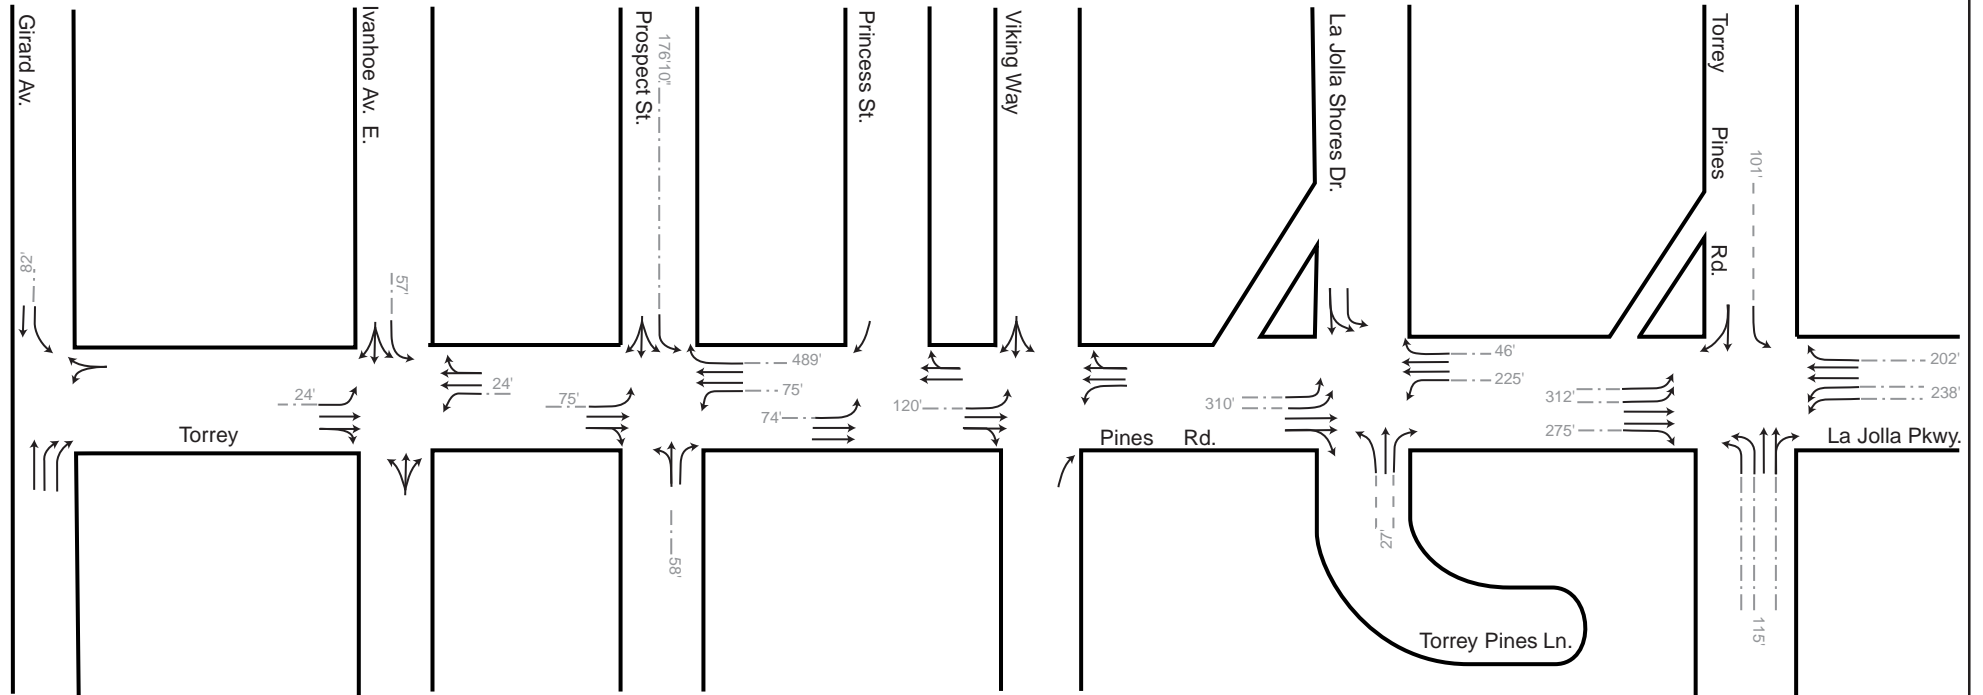 Girard Av.
Ivanhoe Av. E.
Prospect St.
176'10"
Princess St.
Viking Way
La Jolla Shores Dr.
Torrey Pines Rd.
101'
82'
57'
489'
46'
202'
24'
24'
75'
75'
74'
120'
310'
225'
312'
275'
238'
Torrey Pines Rd.
La Jolla Pkwy.
58'
27'
115'
Torrey Pines Ln.